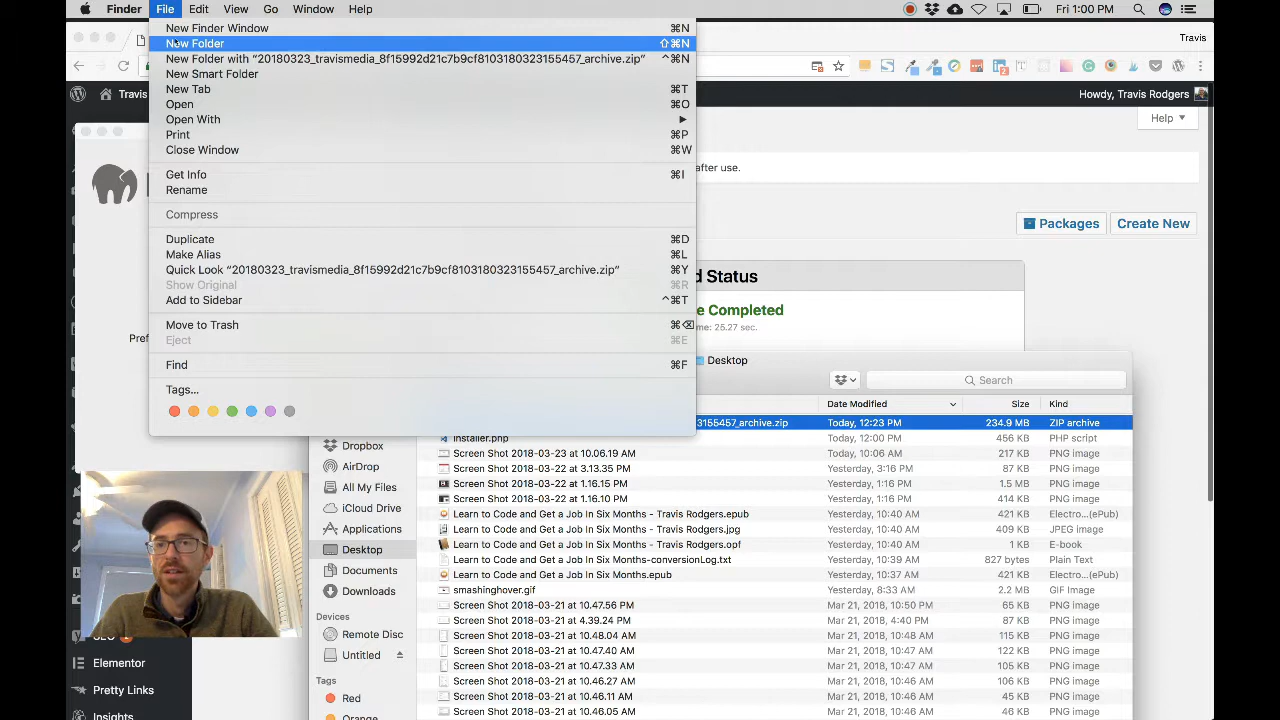 Finder File Edit View Go Window Help Fri 1:00 PM
Travis
New Finder Window ⌘N
New Folder ⇧⌘N
New Folder with “20180323_travismedia_8f15992d21c7b9cf8103180323155457_archive.zip” ^⌘N
New Smart Folder
New Tab ⌘T
Open ⌘O
Open With ▶
Print ⌘P
Close Window ⌘W
Get Info ⌘I
Rename
Compress
Duplicate ⌘D
Make Alias ⌘L
Quick Look “20180323_travismedia_8f15992d21c7b9cf8103180323155457_archive.zip” ⌘Y
Show Original ⌘R
Add to Sidebar ^⌘T
Move to Trash ⌘⌫
Eject ⌘E
Find ⌘F
Tags...
Travis
Howdy, Travis Rodgers
Help ▼
after use.
Packages Create New
d Status
e Completed
me: 25.27 sec.
Pref
Desktop
Search
Date Modified Size Kind
3155457_archive.zip Today, 12:23 PM 234.9 MB ZIP archive
installer.php Today, 12:00 PM 456 KB PHP script
Screen Shot 2018-03-23 at 10.06.19 AM Today, 10:06 AM 217 KB PNG image
Screen Shot 2018-03-22 at 3.13.35 PM Yesterday, 3:16 PM 87 KB PNG image
Screen Shot 2018-03-22 at 1.16.15 PM Yesterday, 1:16 PM 1.5 MB PNG image
Screen Shot 2018-03-22 at 1.16.10 PM Yesterday, 1:16 PM 414 KB PNG image
Learn to Code and Get a Job In Six Months - Travis Rodgers.epub Yesterday, 10:40 AM 421 KB Electro...(ePub)
Learn to Code and Get a Job In Six Months - Travis Rodgers.jpg Yesterday, 10:40 AM 409 KB JPEG image
Learn to Code and Get a Job In Six Months - Travis Rodgers.opf Yesterday, 10:40 AM 1 KB E-book
Learn to Code and Get a Job In Six Months-conversionLog.txt Yesterday, 10:39 AM 827 bytes Plain Text
Learn to Code and Get a Job In Six Months.epub Yesterday, 10:37 AM 421 KB Electro...(ePub)
smashinghover.gif Yesterday, 8:33 AM 2.2 MB GIF Image
Screen Shot 2018-03-21 at 10.47.56 PM Mar 21, 2018, 10:50 PM 65 KB PNG image
Screen Shot 2018-03-21 at 4.39.24 PM Mar 21, 2018, 4:40 PM 87 KB PNG image
Screen Shot 2018-03-21 at 10.48.04 AM Mar 21, 2018, 10:48 AM 115 KB PNG image
Screen Shot 2018-03-21 at 10.47.40 AM Mar 21, 2018, 10:47 AM 122 KB PNG image
Screen Shot 2018-03-21 at 10.47.33 AM Mar 21, 2018, 10:47 AM 105 KB PNG image
Screen Shot 2018-03-21 at 10.46.27 AM Mar 21, 2018, 10:46 AM 106 KB PNG image
Screen Shot 2018-03-21 at 10.46.11 AM Mar 21, 2018, 10:46 AM 45 KB PNG image
Screen Shot 2018-03-21 at 10.46.05 AM Mar 21, 2018, 10:46 AM 84 KB PNG image
Dropbox
AirDrop
All My Files
iCloud Drive
Applications
Desktop
Documents
Downloads
Devices
Remote Disc
Untitled
Tags
Red
Orange
SEO
Elementor
Pretty Links
Insights